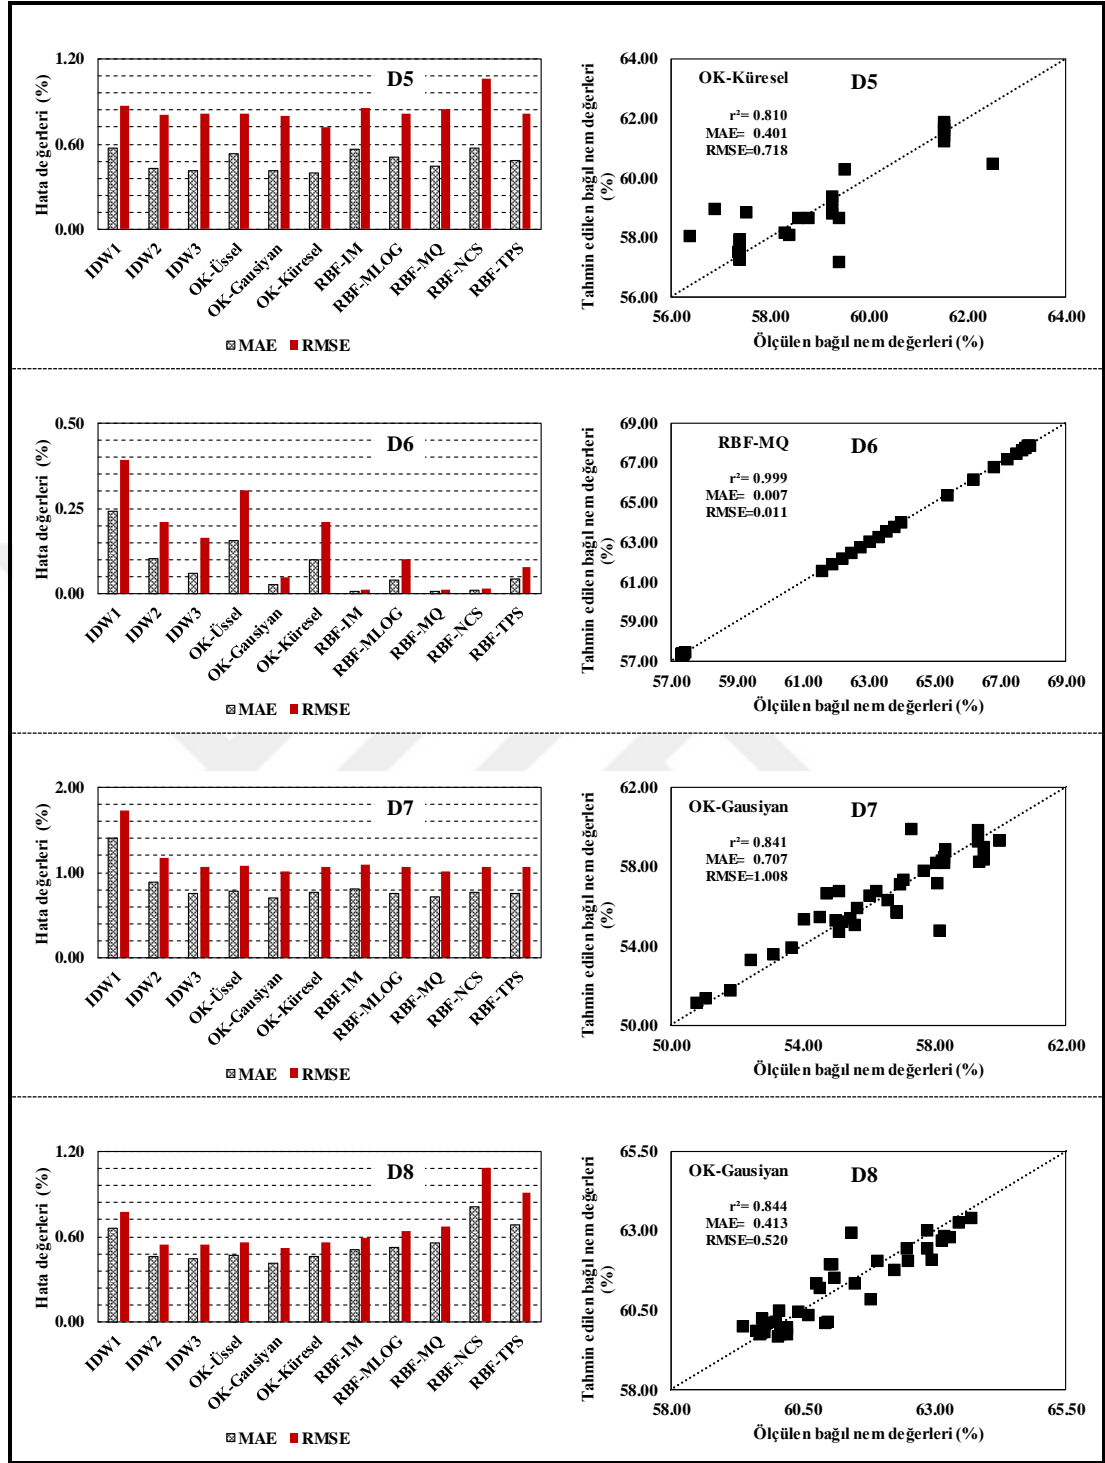 1.20
0.60
0.00
Hata değerleri (%)
D5
IDW1
IDW2
IDW3
OK-Üssel
OK-Gausiyan
OK-Küresel
RBF-IM
RBF-MLOG
RBF-MQ
RBF-NCS
RBF-TPS
MAE RMSE
64.00
62.00
60.00
58.00
56.00
Tahmin edilen bağıl nem değerleri
(%)
OK-Küresel
D5
r²= 0.810
MAE= 0.401
RMSE=0.718
56.00 58.00 60.00 62.00 64.00
Ölçülen bağıl nem değerleri (%)
0.50
0.25
0.00
Hata değerleri (%)
D6
IDW1
IDW2
IDW3
OK-Üssel
OK-Gausiyan
OK-Küresel
RBF-IM
RBF-MLOG
RBF-MQ
RBF-NCS
RBF-TPS
MAE RMSE
69.00
67.00
65.00
63.00
61.00
59.00
57.00
Tahmin edilen bağıl nem değerleri
(%)
RBF-MQ
D6
r²= 0.999
MAE= 0.007
RMSE=0.011
57.00 59.00 61.00 63.00 65.00 67.00 69.00
Ölçülen bağıl nem değerleri (%)
2.00
1.00
0.00
Hata değerleri (%)
D7
IDW1
IDW2
IDW3
OK-Üssel
OK-Gausiyan
OK-Küresel
RBF-IM
RBF-MLOG
RBF-MQ
RBF-NCS
RBF-TPS
MAE RMSE
62.00
58.00
54.00
50.00
Tahmin edilen bağıl nem değerleri
(%)
OK-Gausiyan
D7
r²= 0.841
MAE= 0.707
RMSE=1.008
50.00 54.00 58.00 62.00
Ölçülen bağıl nem değerleri (%)
1.20
0.60
0.00
Hata değerleri (%)
D8
IDW1
IDW2
IDW3
OK-Üssel
OK-Gausiyan
OK-Küresel
RBF-IM
RBF-MLOG
RBF-MQ
RBF-NCS
RBF-TPS
MAE RMSE
65.50
63.00
60.50
58.00
Tahmin edilen bağıl nem değerleri
(%)
OK-Gausiyan
D8
r²= 0.844
MAE= 0.413
RMSE=0.520
58.00 60.50 63.00 65.50
Ölçülen bağıl nem değerleri (%)